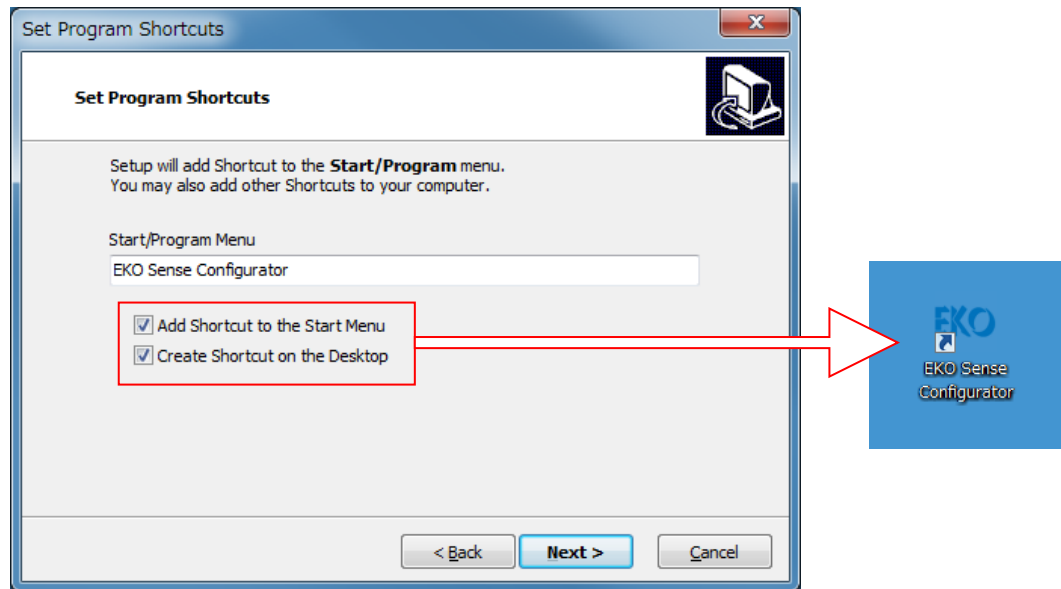 Set Program Shortcuts
Set Program Shortcuts
Setup will add Shortcut to the Start/Program menu.
You may also add other Shortcuts to your computer.
Start/Program Menu
EKO Sense Configurator
Add Shortcut to the Start Menu
Create Shortcut on the Desktop
< Back
Next >
Cancel
EKO
EKO Sense
Configurator